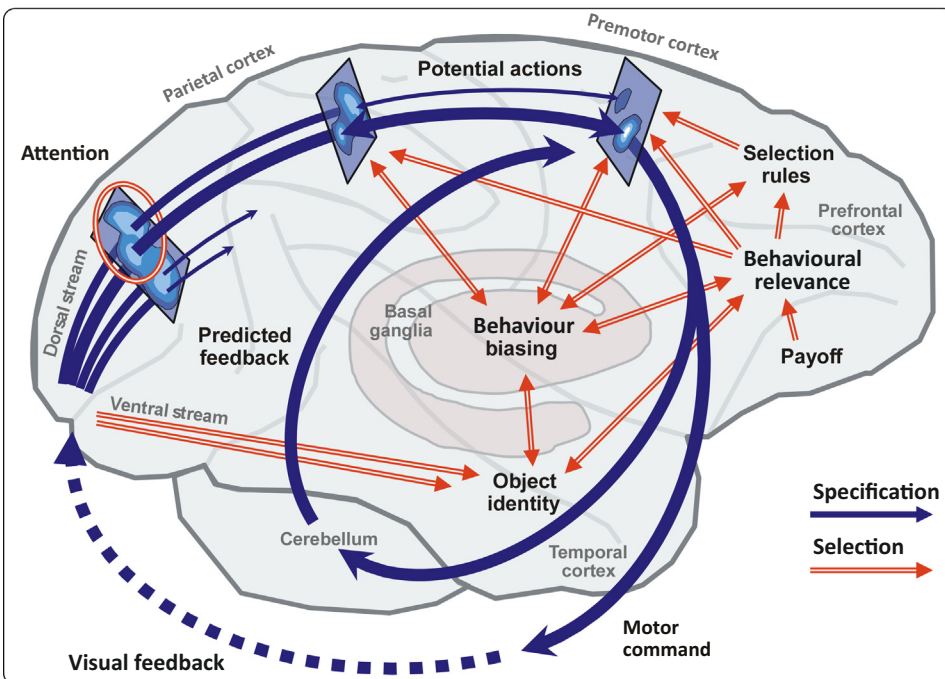 Premotor cortex
Parietal cortex
Potential actions
Attention
Selection
rules
Prefrontal
cortex
Behavioural
relevance
Dorsal stream
Basal
ganglia
Behaviour
biasing
Predicted
feedback
Payoff
Ventral stream
Object
identity
Specification
Cerebellum
Selection
Temporal
cortex
Motor
command
Visual feedback